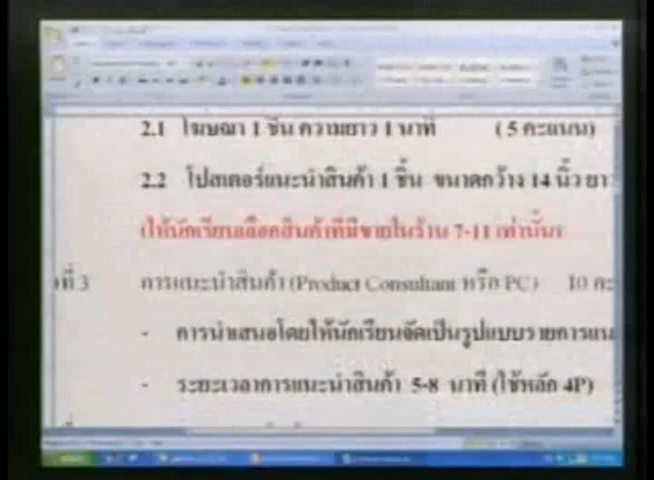 2.1 โฆษณา 1 ชิ้น ความยาว 1 นาที (5 คะแนน)
2.2 โปสเตอร์แนะนำสินค้า 1 ชิ้น ขนาดกว้าง 14 นิ้ว ยา
(ให้นักเรียนเลือกสินค้าที่มีขายในร้าน 7-11 เท่านั้น)
ที่ 3 การแนะนำสินค้า (Product Consultant หรือ PC) 10 คะ
- การนำเสนอโดยให้นักเรียนจัดเป็นรูปแบบรายการแน
- ระยะเวลาการแนะนำสินค้า 5-8 นาที (ใช้หลัก 4P)